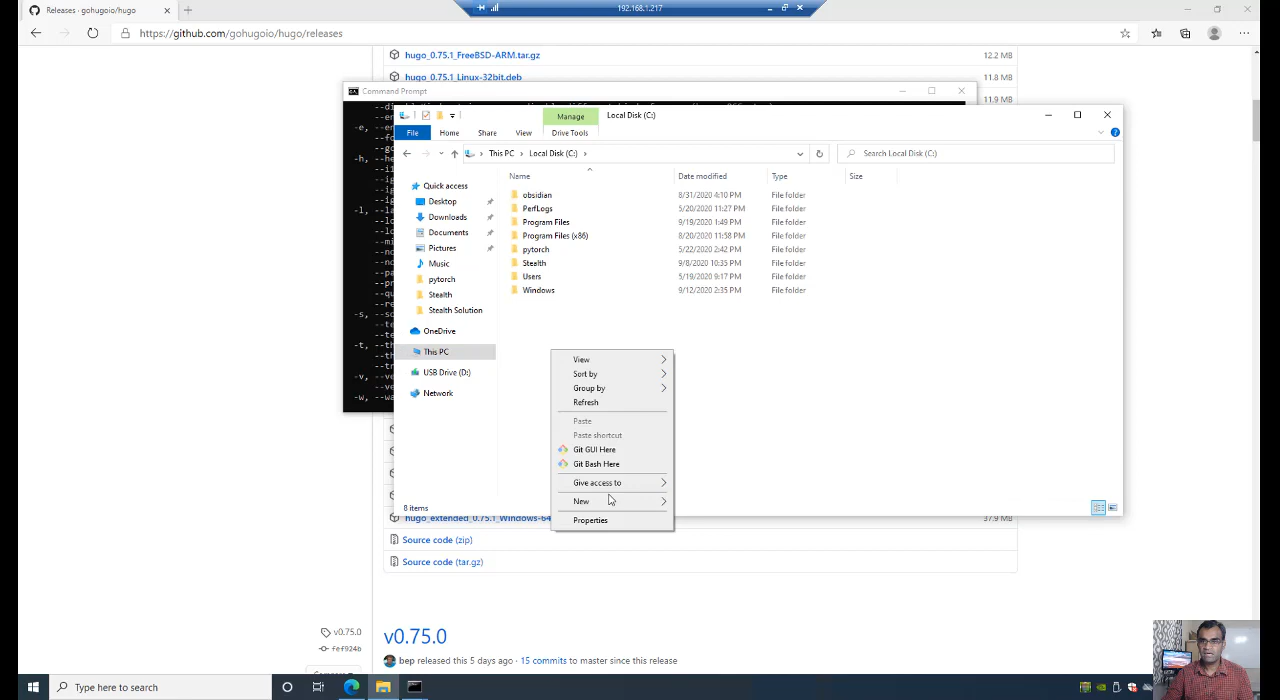 Releases · gohugoio/hugo
192.168.1.217
https://github.com/gohugoio/hugo/releases
hugo_0.75.1_FreeBSD-ARM.tar.gz
12.2 MB
hugo_0.75.1_Linux-32bit.deb
11.8 MB
Command Prompt
11.9 MB
Manage
Local Disk (C:)
File
Home
Share
View
Drive Tools
This PC
Local Disk (C:)
Search Local Disk (C:)
Name
Date modified
Type
Size
Quick access
Desktop
Downloads
Documents
Pictures
Music
pytorch
Stealth
Stealth Solution
OneDrive
This PC
USB Drive (D:)
Network
obsidian 8/31/2020 4:10 PM File folder
PerfLogs 5/20/2020 11:27 PM File folder
Program Files 9/19/2020 1:49 PM File folder
Program Files (x86) 8/20/2020 11:58 PM File folder
pytorch 5/22/2020 2:42 PM File folder
Stealth 9/8/2020 10:35 PM File folder
Users 5/19/2020 9:17 PM File folder
Windows 9/12/2020 2:35 PM File folder
-e,
-h,
-l,
-s,
-t,
-v,
-w,
View
Sort by
Group by
Refresh
Paste
Paste shortcut
Git GUI Here
Git Bash Here
Give access to
New
Properties
8 items
hugo_extended_0.75.1_Windows-64
37.9 MB
Source code (zip)
Source code (tar.gz)
v0.75.0
fef924b
v0.75.0
bep released this 5 days ago · 15 commits to master since this release
Type here to search